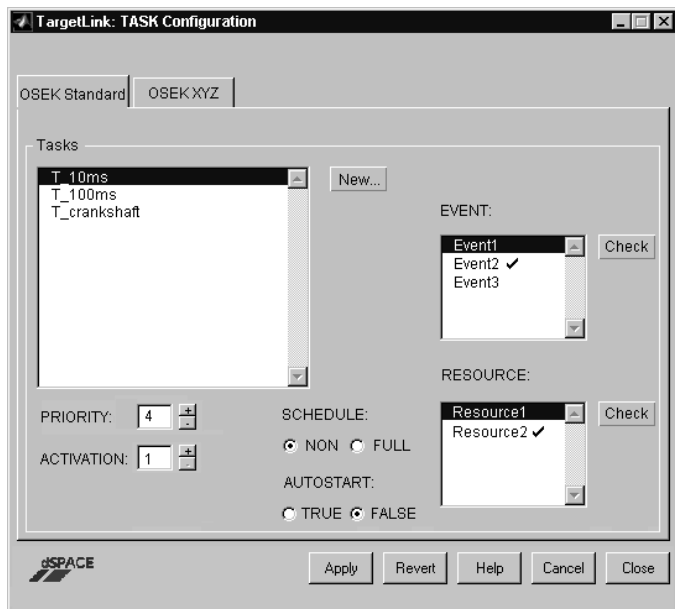 TargetLink: TASK Configuration
OSEK Standard
OSEK XYZ
Tasks
T_10ms
T_100ms
T_crankshaft
New...
EVENT:
Event1
Event2 ✓
Event3
Check
RESOURCE:
Resource1
Resource2 ✓
Check
PRIORITY: 4 + -
ACTIVATION: 1 + -
SCHEDULE:
NON FULL
AUTOSTART:
TRUE FALSE
dSPACE
Apply Revert Help Cancel Close